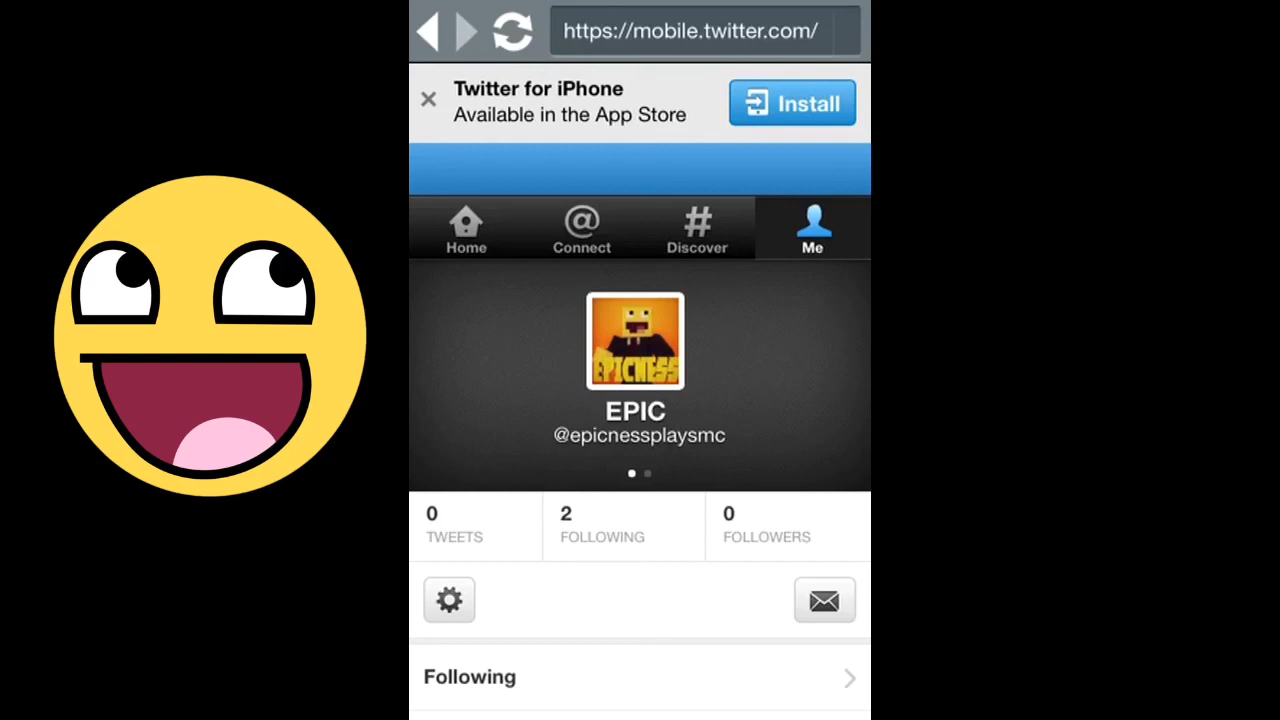 https://mobile.twitter.com/
Twitter for iPhone
Available in the App Store
Install
Home
@
Connect
#
Discover
Me
EPICNESS
EPIC
@epicnessplaysmc
0
TWEETS
2
FOLLOWING
0
FOLLOWERS
Following